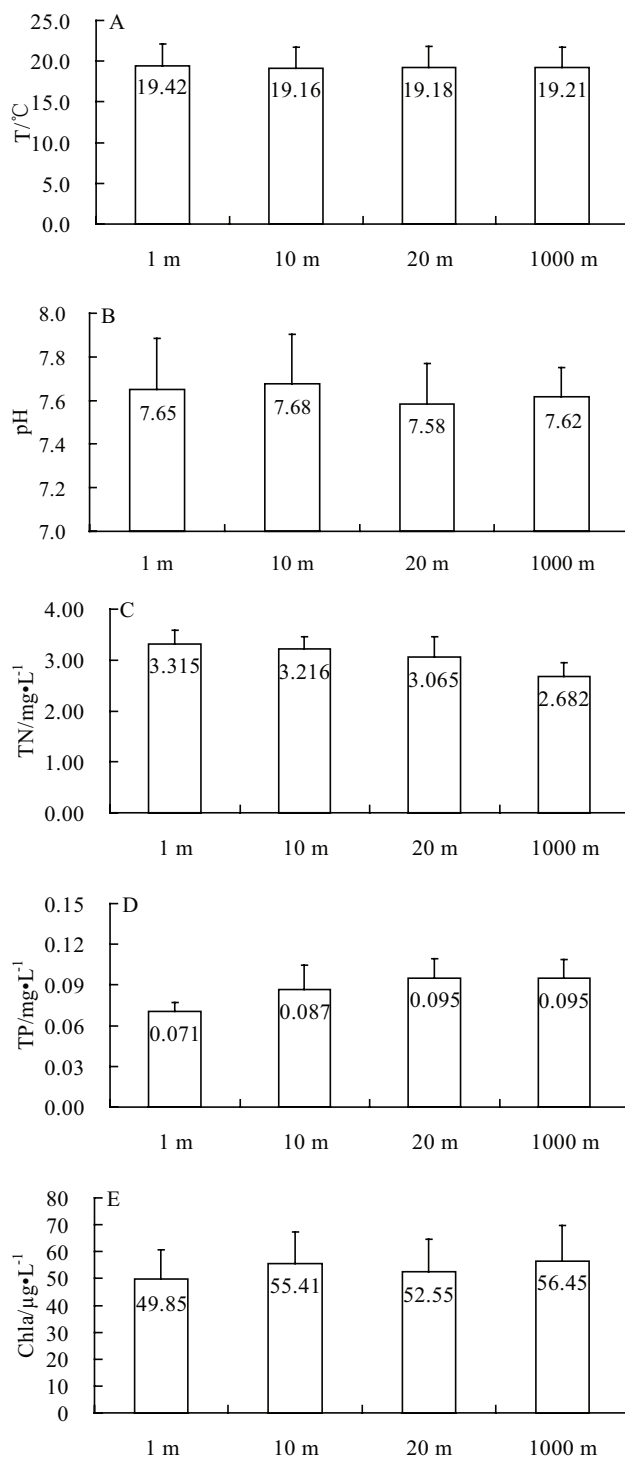 A
T/℃
25.0
20.0
15.0
10.0
5.0
0.0
19.42 19.16 19.18 19.21
1 m 10 m 20 m 1000 m
B
pH
8.0
7.8
7.6
7.4
7.2
7.0
7.65 7.68 7.58 7.62
1 m 10 m 20 m 1000 m
C
TN/mg•L⁻¹
4.00
3.00
2.00
1.00
0.00
3.315 3.216 3.065 2.682
1 m 10 m 20 m 1000 m
D
TP/mg•L⁻¹
0.15
0.12
0.09
0.06
0.03
0.00
0.071 0.087 0.095 0.095
1 m 10 m 20 m 1000 m
E
Chla/μg•L⁻¹
80
70
60
50
40
30
20
10
0
49.85 55.41 52.55 56.45
1 m 10 m 20 m 1000 m